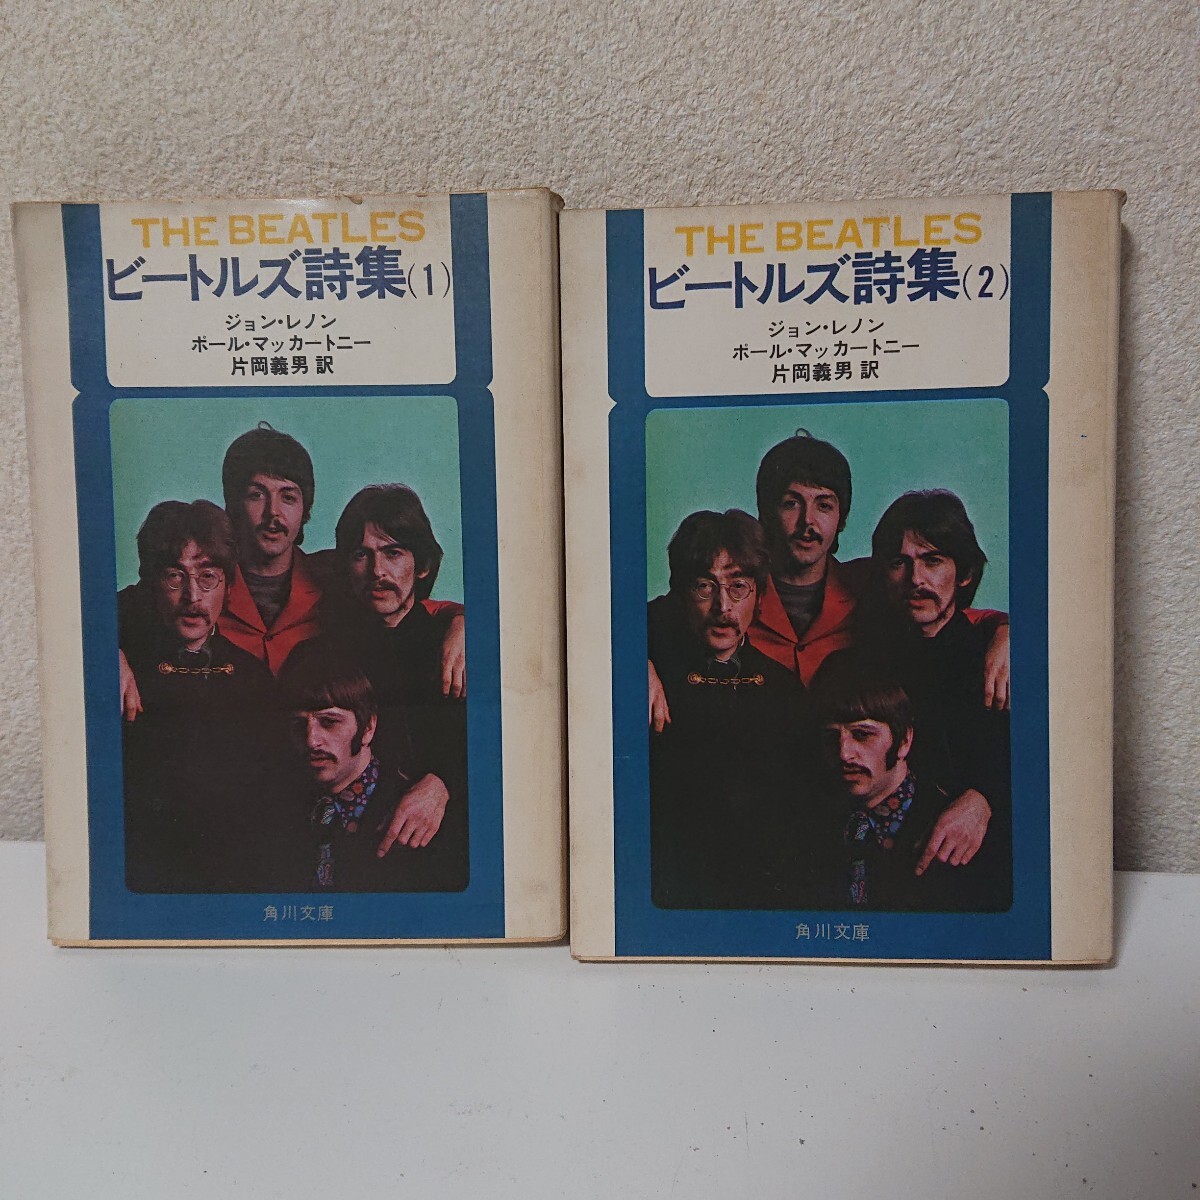 THE BEATLES
ビートルズ詩集(1)
ジョン・レノン
ポール・マッカートニー
片岡義男 訳
角川文庫
THE BEATLES
ビートルズ詩集(2)
ジョン・レノン
ポール・マッカートニー
片岡義男 訳
角川文庫